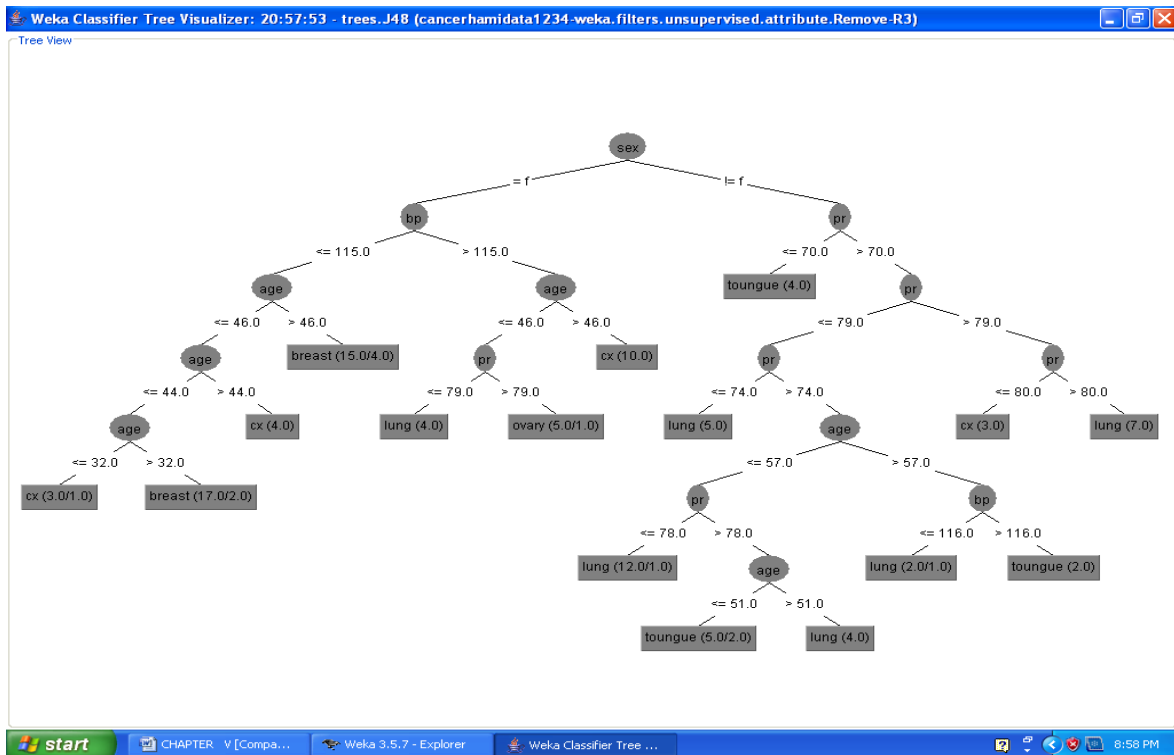 Weka Classifier Tree Visualizer: 20:57:53 - trees.J48 (cancerhamidata1234-weka.filters.unsupervised.attribute.Remove-R3)
Tree View
sex
= f != f
bp pr
<= 115.0 > 115.0 <= 70.0 > 70.0
age age toungue (4.0) pr
<= 46.0 > 46.0 <= 46.0 > 46.0 <= 79.0 > 79.0
age breast (15.0/4.0) pr cx (10.0) pr pr
<= 44.0 > 44.0 <= 79.0 > 79.0 <= 74.0 > 74.0 <= 80.0 > 80.0
age cx (4.0) lung (4.0) ovary (5.0/1.0) lung (5.0) age cx (3.0) lung (7.0)
<= 32.0 > 32.0 <= 57.0 > 57.0
cx (3.0/1.0) breast (17.0/2.0) pr bp
<= 78.0 > 78.0 <= 116.0 > 116.0
lung (12.0/1.0) age lung (2.0/1.0) toungue (2.0)
<= 51.0 > 51.0
toungue (5.0/2.0) lung (4.0)
start CHAPTER V [Compa... Weka 3.5.7 - Explorer Weka Classifier Tree ... 8:58 PM